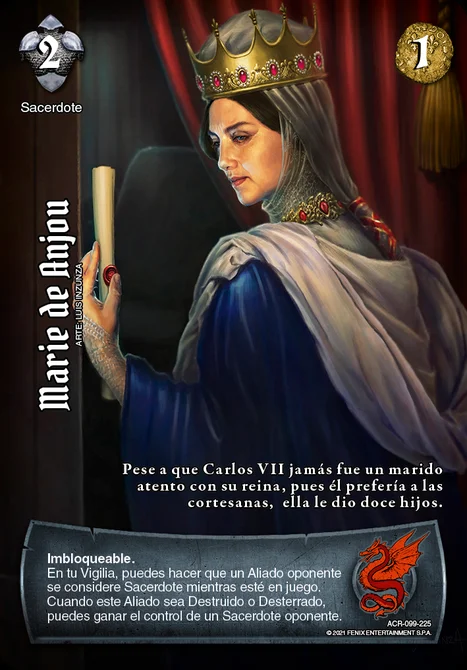 2
1
Sacerdote
Marie de Anjou
ARTE: LUIS INZUNZA
Pese a que Carlos VII jamás fue un marido
atento con su reina, pues él prefería a las
cortesanas, ella le dio doce hijos.
Imbloqueable.
En tu Vigilia, puedes hacer que un Aliado oponente
se considere Sacerdote mientras esté en juego.
Cuando este Aliado sea Destruido o Desterrado,
puedes ganar el control de un Sacerdote oponente.
ACR-099-225
© 2021 FENIX ENTERTAINMENT S.P.A.